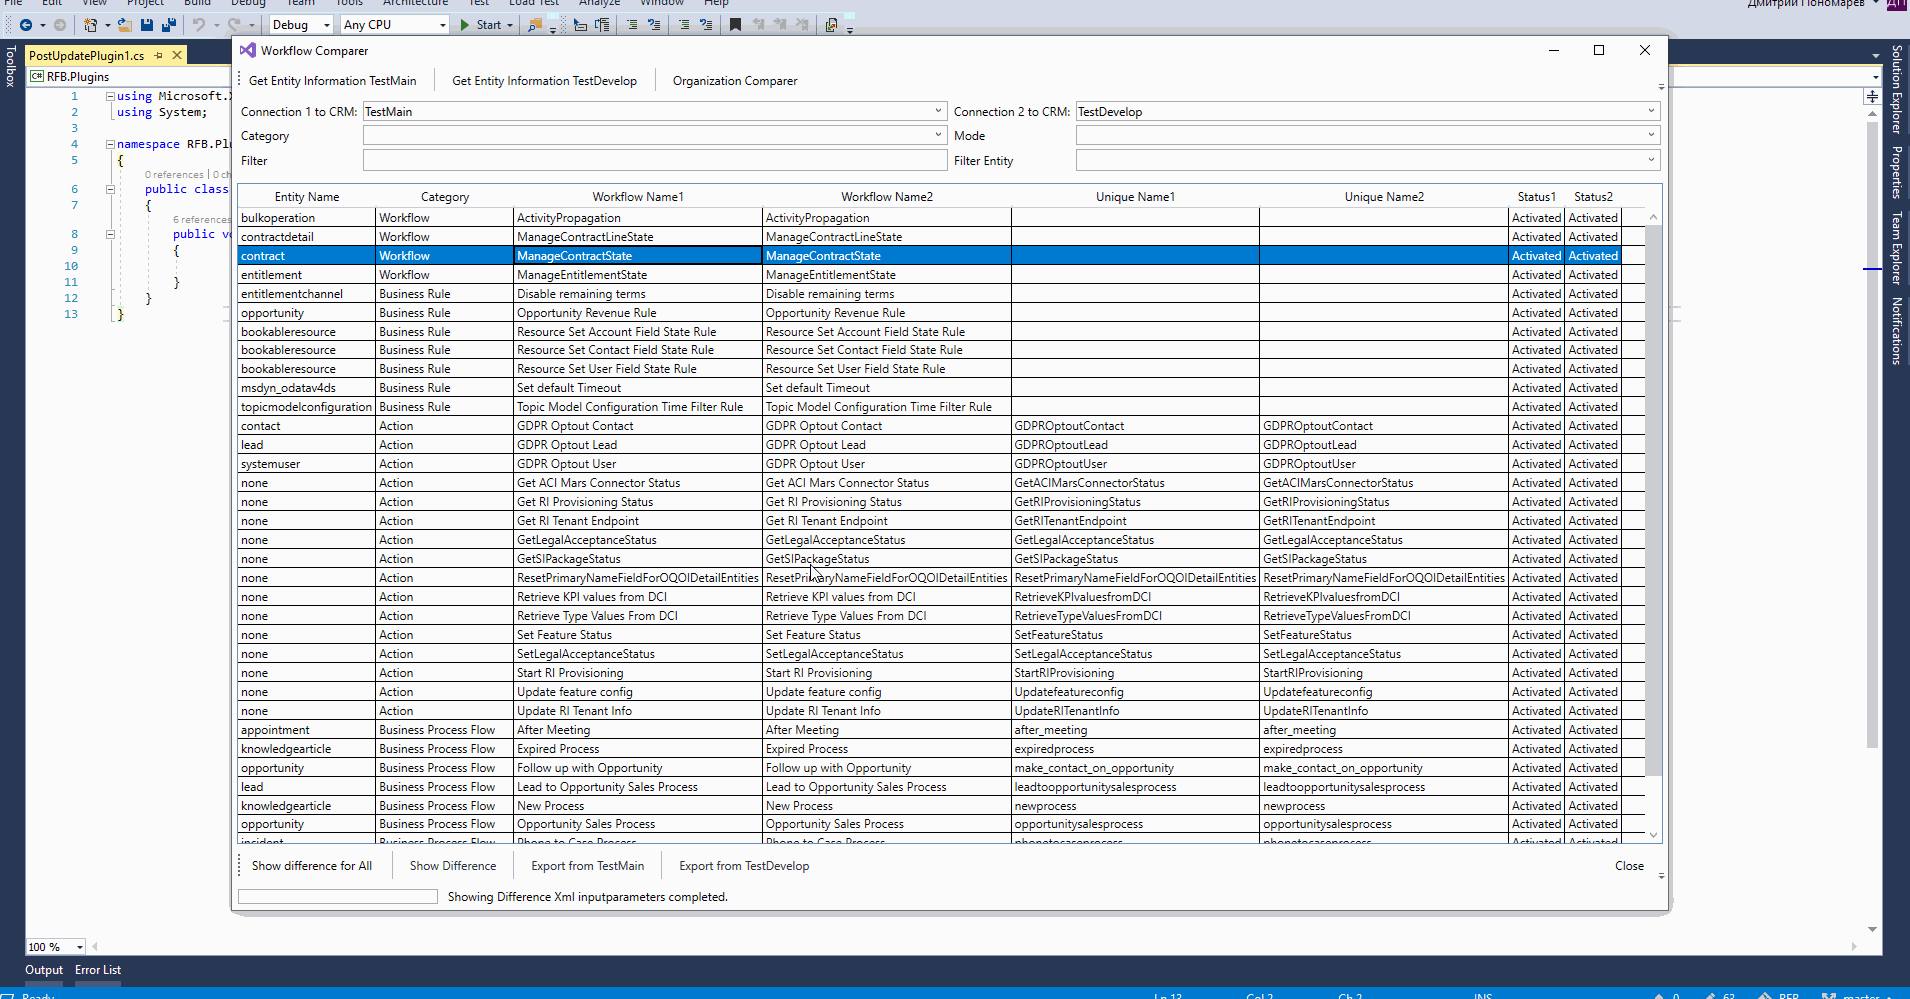 File Edit View Project Build Debug Team Tools Architecture Test Load Test Analyze Window Help
Дмитрий Пономарев ДП
Debug Any CPU Start
Toolbox
PostUpdatePlugin1.cs
C# RFB.Plugins
1 using Microsoft.
2 using System;
3
4 namespace RFB.
5 {
0 references | 0
6 public class
7 {
6 references
8 public
9 {
10
11 }
12 }
13 }
Workflow Comparer
Get Entity Information TestMain Get Entity Information TestDevelop Organization Comparer
Connection 1 to CRM: TestMain Connection 2 to CRM: TestDevelop
Category Mode
Filter Filter Entity
Entity Name Category Workflow Name1 Workflow Name2 Unique Name1 Unique Name2 Status1 Status2
bulkoperation Workflow ActivityPropagation ActivityPropagation Activated Activated
contractdetail Workflow ManageContractLineState ManageContractLineState Activated Activated
contract Workflow ManageContractState ManageContractState Activated Activated
entitlement Workflow ManageEntitlementState ManageEntitlementState Activated Activated
entitlementchannel Business Rule Disable remaining terms Disable remaining terms Activated Activated
opportunity Business Rule Opportunity Revenue Rule Opportunity Revenue Rule Activated Activated
bookableresource Business Rule Resource Set Account Field State Rule Resource Set Account Field State Rule Activated Activated
bookableresource Business Rule Resource Set Contact Field State Rule Resource Set Contact Field State Rule Activated Activated
bookableresource Business Rule Resource Set User Field State Rule Resource Set User Field State Rule Activated Activated
msdyn_odatav4ds Business Rule Set default Timeout Set default Timeout Activated Activated
topicmodelconfiguration Business Rule Topic Model Configuration Time Filter Rule Topic Model Configuration Time Filter Rule Activated Activated
contact Action GDPR Optout Contact GDPR Optout Contact GDPROptoutContact GDPROptoutContact Activated Activated
lead Action GDPR Optout Lead GDPR Optout Lead GDPROptoutLead GDPROptoutLead Activated Activated
systemuser Action GDPR Optout User GDPR Optout User GDPROptoutUser GDPROptoutUser Activated Activated
none Action Get ACI Mars Connector Status Get ACI Mars Connector Status GetACIMarsConnectorStatus GetACIMarsConnectorStatus Activated Activated
none Action Get RI Provisioning Status Get RI Provisioning Status GetRIProvisioningStatus GetRIProvisioningStatus Activated Activated
none Action Get RI Tenant Endpoint Get RI Tenant Endpoint GetRITenantEndpoint GetRITenantEndpoint Activated Activated
none Action GetLegalAcceptanceStatus GetLegalAcceptanceStatus GetLegalAcceptanceStatus GetLegalAcceptanceStatus Activated Activated
none Action GetSIPackageStatus GetSIPackageStatus GetSIPackageStatus GetSIPackageStatus Activated Activated
none Action ResetPrimaryNameFieldForOQOIDetailEntities ResetPrimaryNameFieldForOQOIDetailEntities ResetPrimaryNameFieldForOQOIDetailEntities ResetPrimaryNameFieldForOQOIDetailEntities Activated Activated
none Action Retrieve KPI values from DCI Retrieve KPI values from DCI RetrieveKPIvaluesfromDCI RetrieveKPIvaluesfromDCI Activated Activated
none Action Retrieve Type Values From DCI Retrieve Type Values From DCI RetrieveTypeValuesFromDCI RetrieveTypeValuesFromDCI Activated Activated
none Action Set Feature Status Set Feature Status SetFeatureStatus SetFeatureStatus Activated Activated
none Action SetLegalAcceptanceStatus SetLegalAcceptanceStatus SetLegalAcceptanceStatus SetLegalAcceptanceStatus Activated Activated
none Action Start RI Provisioning Start RI Provisioning StartRIProvisioning StartRIProvisioning Activated Activated
none Action Update feature config Update feature config Updatefeatureconfig Updatefeatureconfig Activated Activated
none Action Update RI Tenant Info Update RI Tenant Info UpdateRITenantInfo UpdateRITenantInfo Activated Activated
appointment Business Process Flow After Meeting After Meeting after_meeting after_meeting Activated Activated
knowledgearticle Business Process Flow Expired Process Expired Process expiredprocess expiredprocess Activated Activated
opportunity Business Process Flow Follow up with Opportunity Follow up with Opportunity make_contact_on_opportunity make_contact_on_opportunity Activated Activated
lead Business Process Flow Lead to Opportunity Sales Process Lead to Opportunity Sales Process leadtoopportunitysalesprocess leadtoopportunitysalesprocess Activated Activated
knowledgearticle Business Process Flow New Process New Process newprocess newprocess Activated Activated
opportunity Business Process Flow Opportunity Sales Process Opportunity Sales Process opportunitysalesprocess opportunitysalesprocess Activated Activated
incident Business Process Flow Phone to Case Process Phone to Case Process phonetocaseprocess phonetocaseprocess Activated Activated
Show difference for All Show Difference Export from TestMain Export from TestDevelop Close
Showing Difference Xml inputparameters completed.
Solution Explorer
Properties
Team Explorer
Notifications
100 %
Output Error List
Ready Ln 13 Col 2 Ch 2 INS 0 63 RFB master